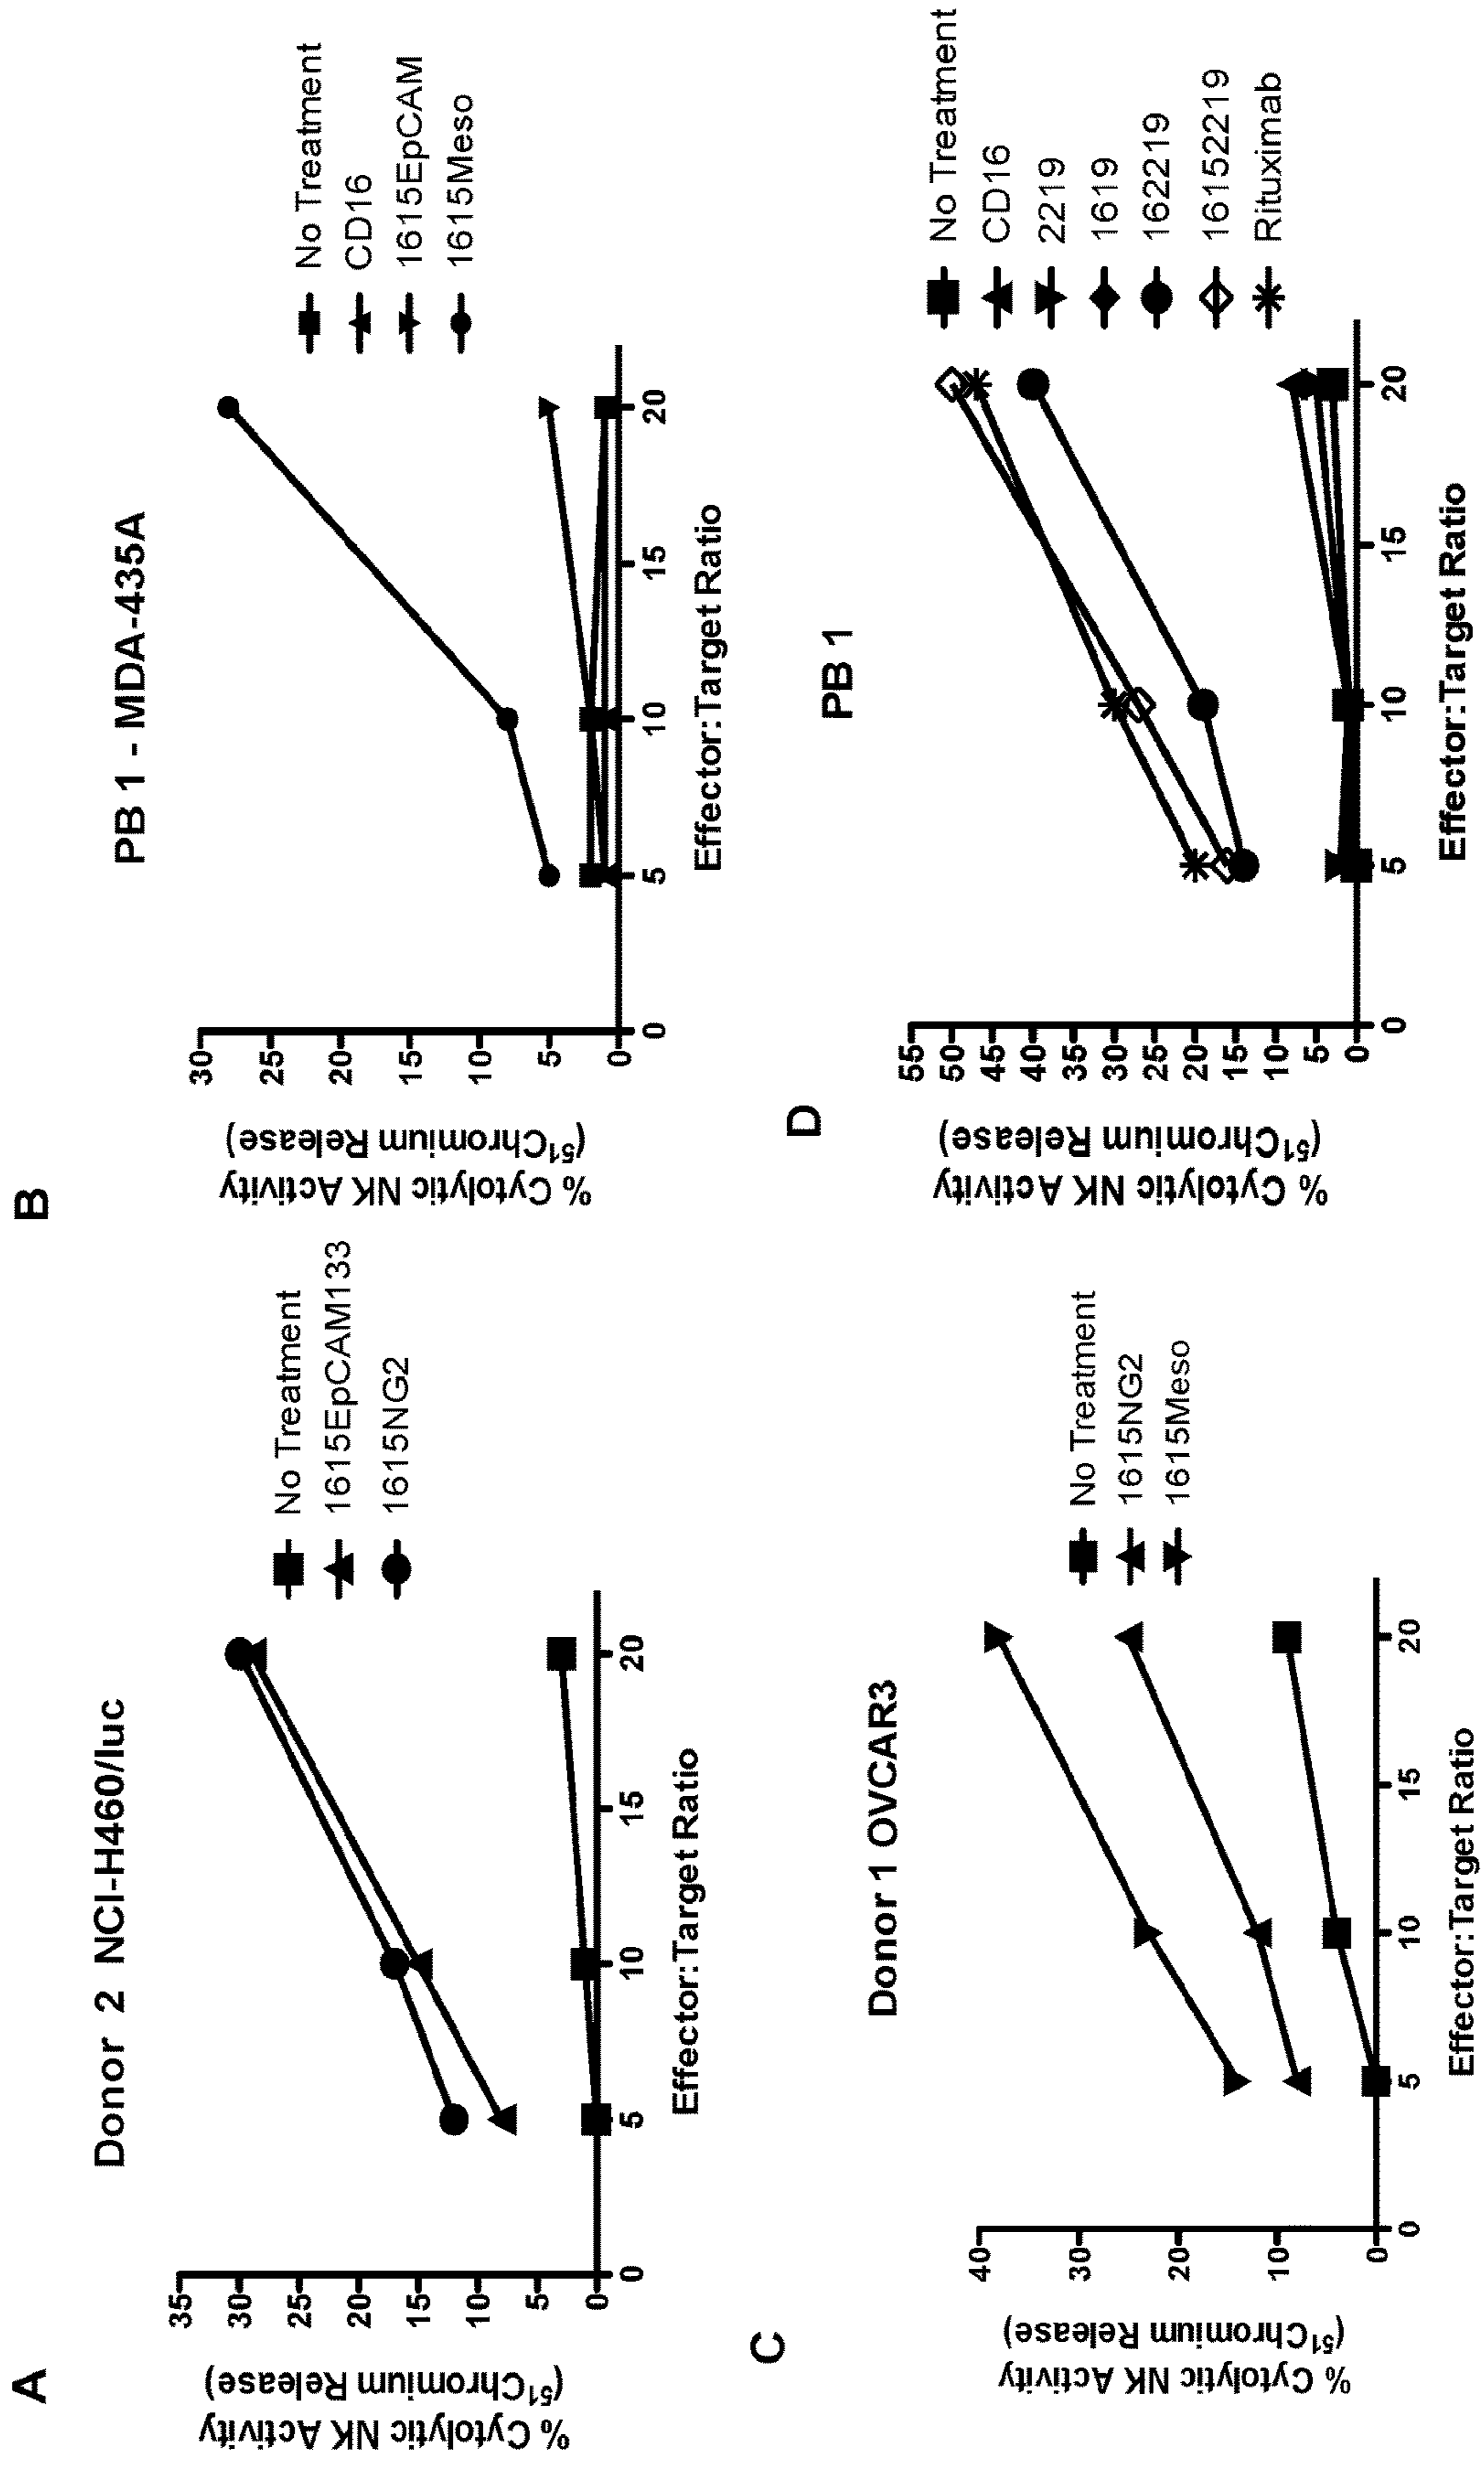 A
Donor 2 NCI-H460/luc
% Cytolytic NK Activity
(⁵¹Chromium Release)
35
30
25
20
15
10
5
0
0
5
10
15
20
Effector:Target Ratio
No Treatment
1615EpCAM133
1615NG2
B
PB 1 - MDA-435A
% Cytolytic NK Activity
(⁵¹Chromium Release)
30
25
20
15
10
5
0
0
5
10
15
20
Effector:Target Ratio
No Treatment
CD16
1615EpCAM
1615Meso
C
Donor 1 OVCAR3
% Cytolytic NK Activity
(⁵¹Chromium Release)
40
30
20
10
0
0
5
10
15
20
Effector:Target Ratio
No Treatment
1615NG2
1615Meso
D
PB 1
% Cytolytic NK Activity
(⁵¹Chromium Release)
55
50
45
40
35
30
25
20
15
10
5
0
0
5
10
15
20
Effector:Target Ratio
No Treatment
CD16
2219
1619
162219
16152219
Rituximab